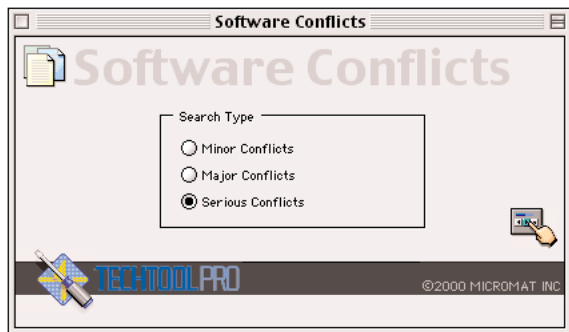 Software Conflicts
Software Conflicts
Search Type
Minor Conflicts
Major Conflicts
Serious Conflicts
TECHTOOL PRO
©2000 MICROMAT INC